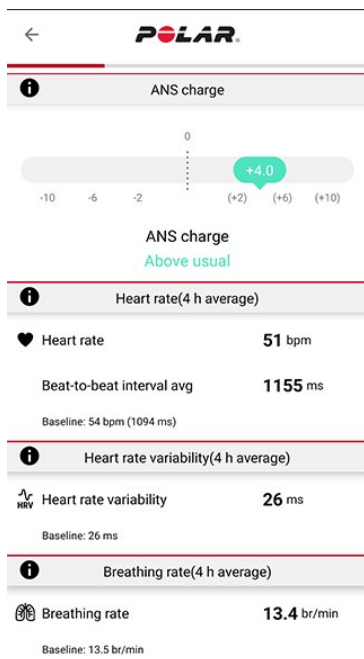 POLAR.
i ANS charge
0
+4.0
-10 -6 -2 (+2) (+6) (+10)
ANS charge
Above usual
i Heart rate(4 h average)
Heart rate 51 bpm
Beat-to-beat interval avg 1155 ms
Baseline: 54 bpm (1094 ms)
i Heart rate variability(4 h average)
HRV Heart rate variability 26 ms
Baseline: 26 ms
i Breathing rate(4 h average)
Breathing rate 13.4 br/min
Baseline: 13.5 br/min